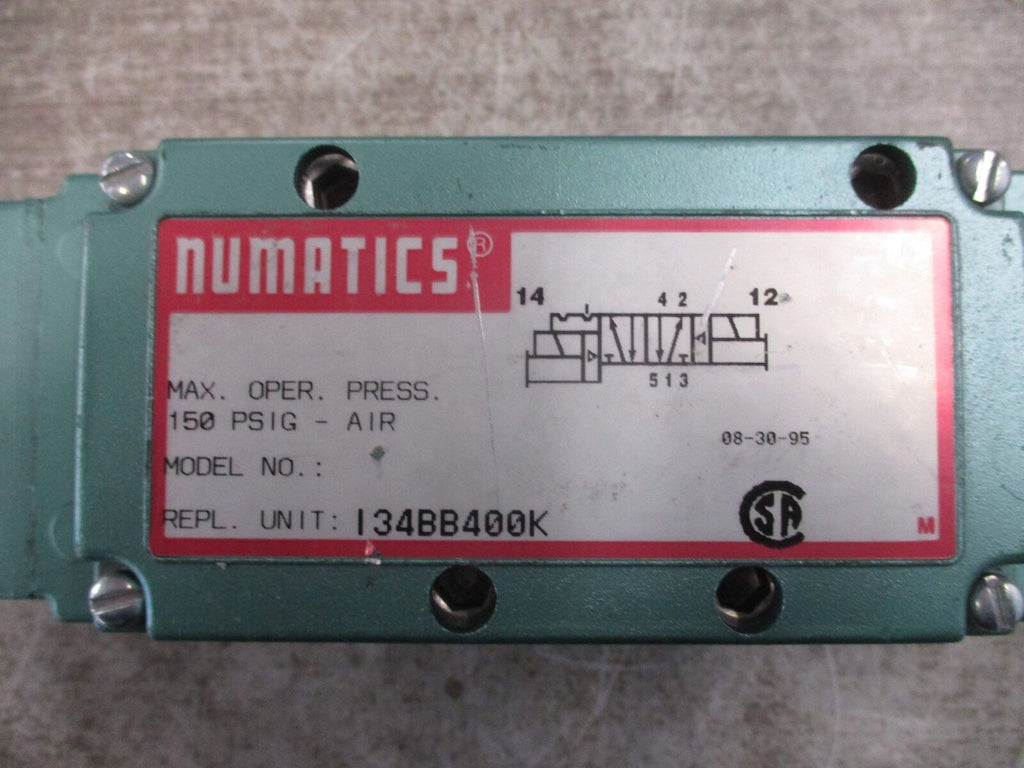 NUMATICS®
14 4 2 12
5 1 3
MAX. OPER. PRESS.
150 PSIG - AIR
08-30-95
MODEL NO.:
REPL. UNIT: I34BB400K
CSA
M